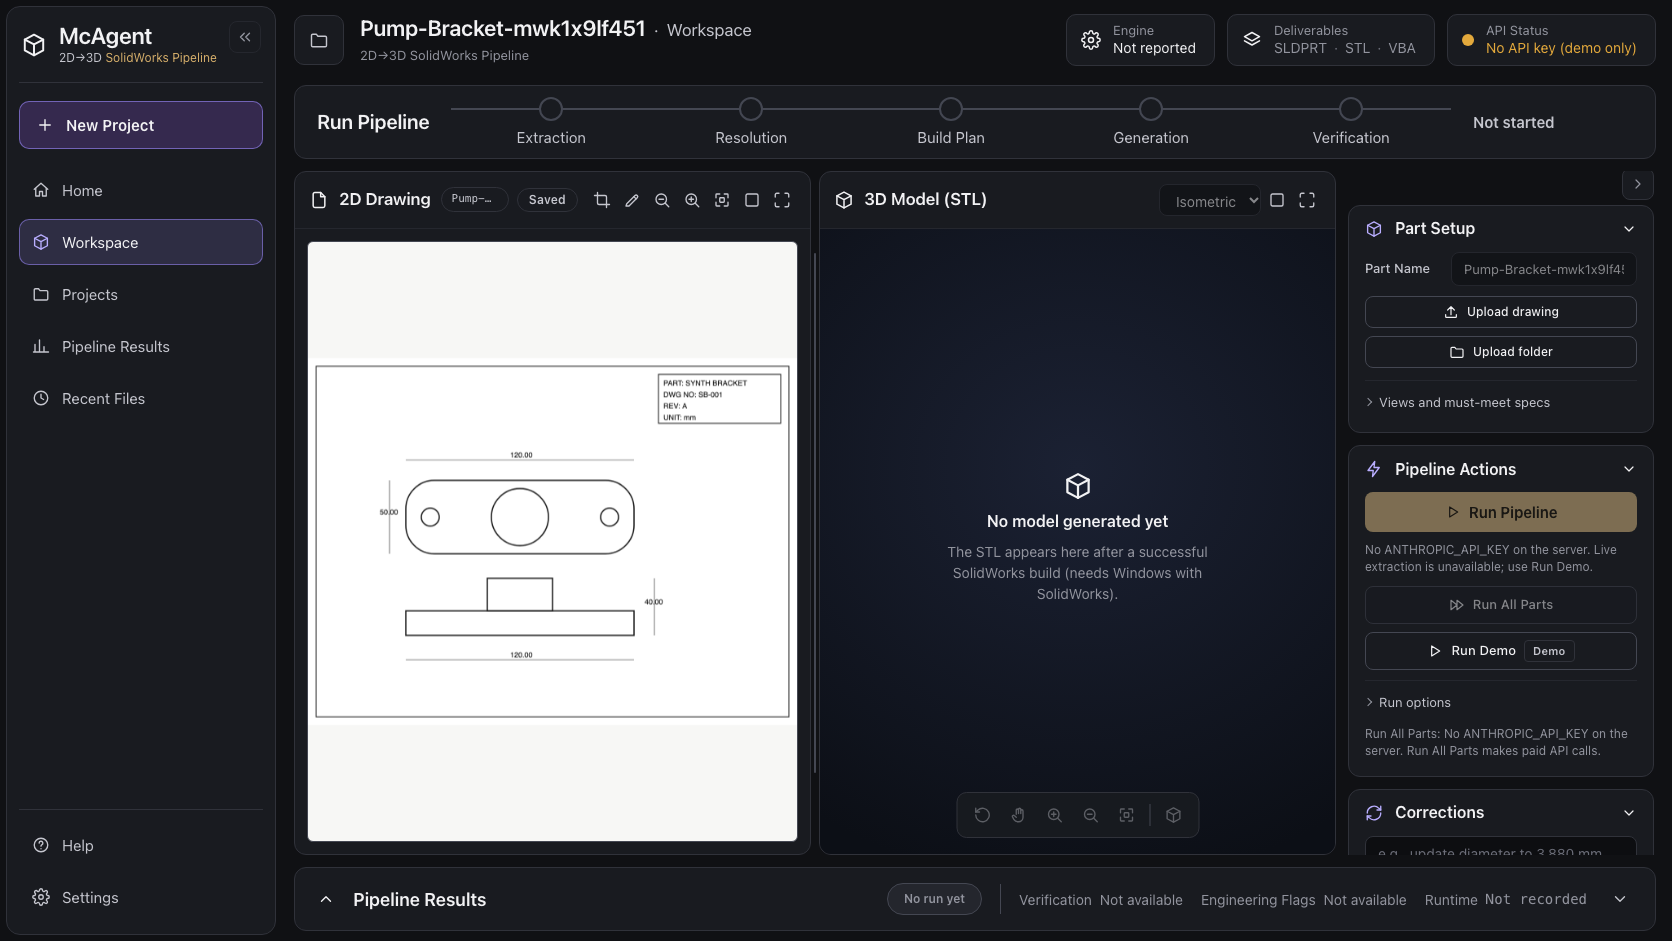 McAgent
2D→3D SolidWorks Pipeline
New Project
Home
Workspace
Projects
Pipeline Results
Recent Files
Help
Settings
Pump-Bracket-mwk1x9lf451 · Workspace
2D→3D SolidWorks Pipeline
Engine
Not reported
Deliverables
SLDPRT · STL · VBA
API Status
No API key (demo only)
Run Pipeline
Extraction
Resolution
Build Plan
Generation
Verification
Not started
2D Drawing
Pump-…
Saved
PART: SYNTH BRACKET
DWG NO: SB-001
REV: A
UNIT: mm
120.00
50.00
40.00
120.00
3D Model (STL)
Isometric
No model generated yet
The STL appears here after a successful
SolidWorks build (needs Windows with
SolidWorks).
Part Setup
Part Name
Pump-Bracket-mwk1x9lf45
Upload drawing
Upload folder
Views and must-meet specs
Pipeline Actions
Run Pipeline
No ANTHROPIC_API_KEY on the server. Live
extraction is unavailable; use Run Demo.
Run All Parts
Run Demo
Demo
Run options
Run All Parts: No ANTHROPIC_API_KEY on the
server. Run All Parts makes paid API calls.
Corrections
e.g., update diameter to 3.880 mm
Pipeline Results
No run yet
Verification Not available
Engineering Flags Not available
Runtime Not recorded